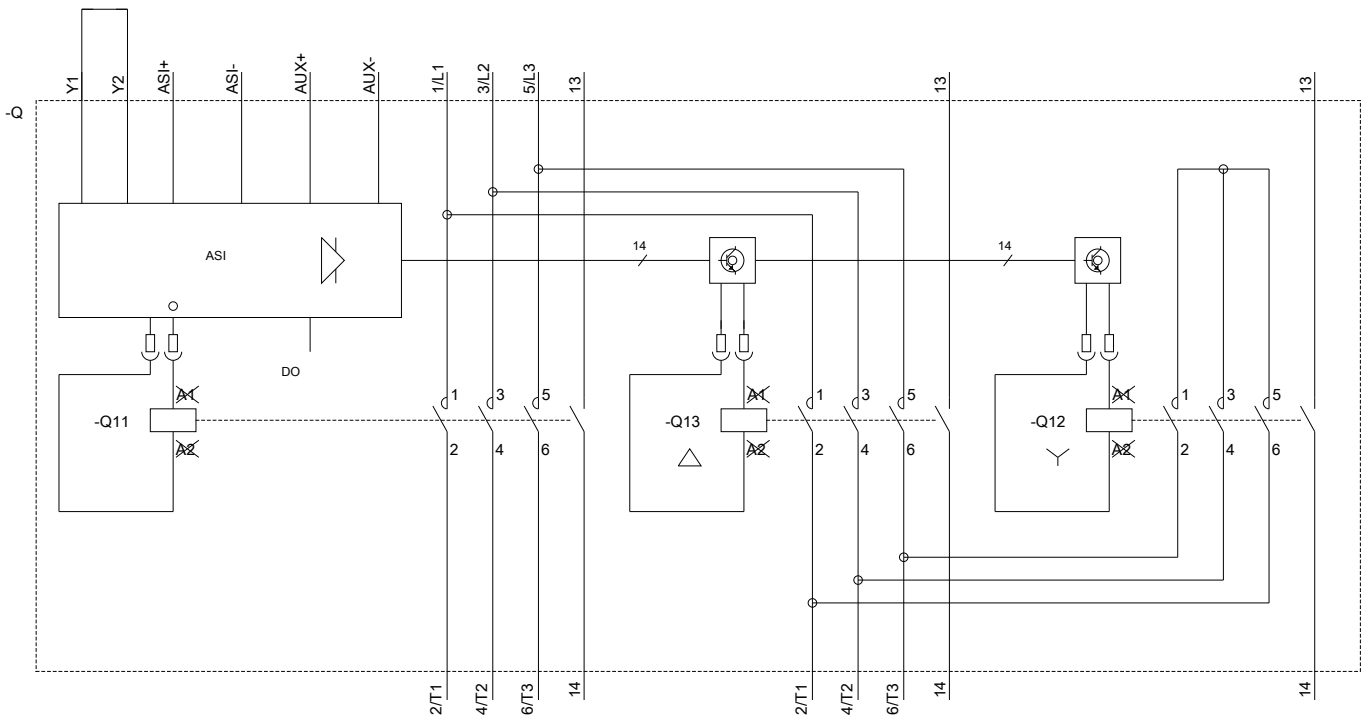 Y1 Y2 ASI+ ASI- AUX+ AUX- 1/L1 3/L2 5/L3 13 13 13
-Q
14 14
ASI
DO
A1 1 3 5 A1 1 3 5 A1 1 3 5
-Q11 -Q13 -Q12
A2 2 4 6 A2 2 4 6 A2 2 4 6
2/T1 4/T2 6/T3 14 2/T1 4/T2 6/T3 14 14